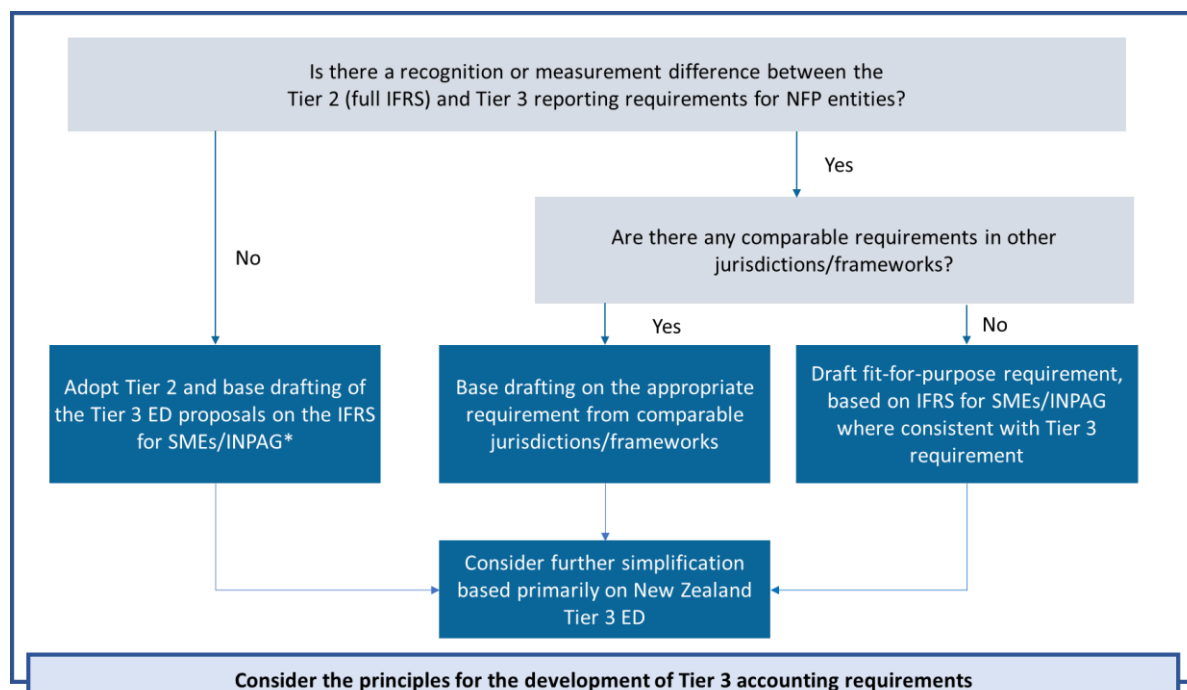 Is there a recognition or measurement difference between the
Tier 2 (full IFRS) and Tier 3 reporting requirements for NFP entities?
Yes
Are there any comparable requirements in other
jurisdictions/frameworks?
No
Yes
No
Adopt Tier 2 and base drafting of
the Tier 3 ED proposals on the IFRS
for SMEs/INPAG*
Base drafting on the appropriate
requirement from comparable
jurisdictions/frameworks
Draft fit-for-purpose requirement,
based on IFRS for SMEs/INPAG
where consistent with Tier 3
requirement
Consider further simplification
based primarily on New Zealand
Tier 3 ED
Consider the principles for the development of Tier 3 accounting requirements